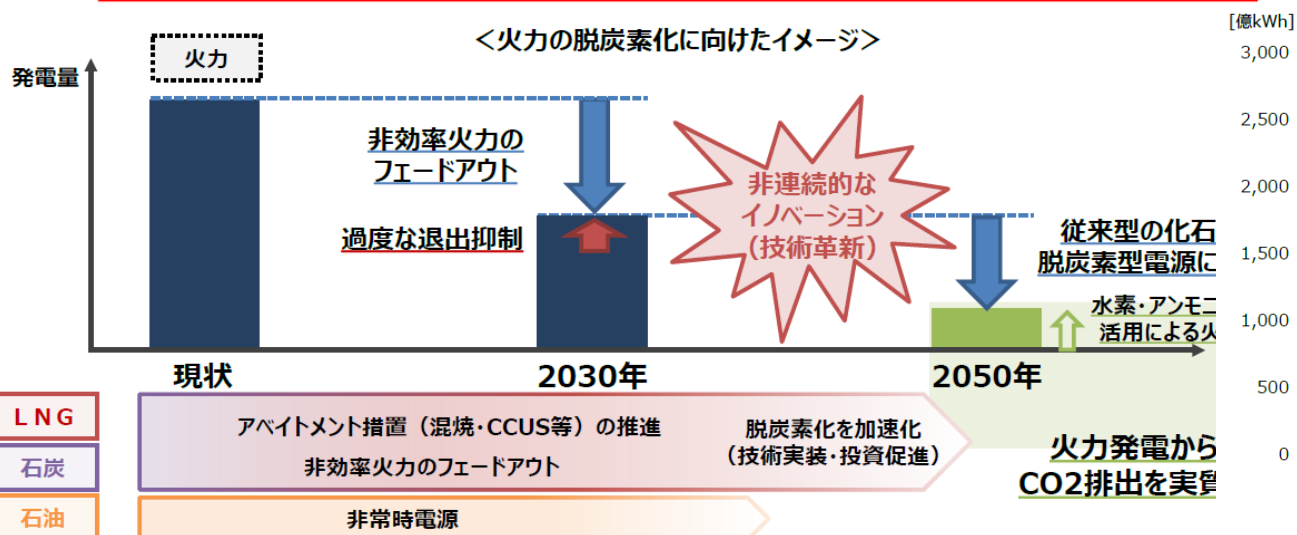 [億kWh]
＜火力の脱炭素化に向けたイメージ＞
3,000
火力
発電量
2,500
非効率火力の
フェードアウト
2,000
非連続的な
イノベーション
(技術革新)
過度な退出抑制
従来型の化石
脱炭素型電源に
1,500
水素・アンモニ
活用による火
1,000
現状
2030年
2050年
500
LNG
アベイトメント措置（混焼・CCUS等）の推進
脱炭素化を加速化
（技術実装・投資促進）
石炭
非効率火力のフェードアウト
火力発電から
CO2排出を実質
0
石油
非常時電源